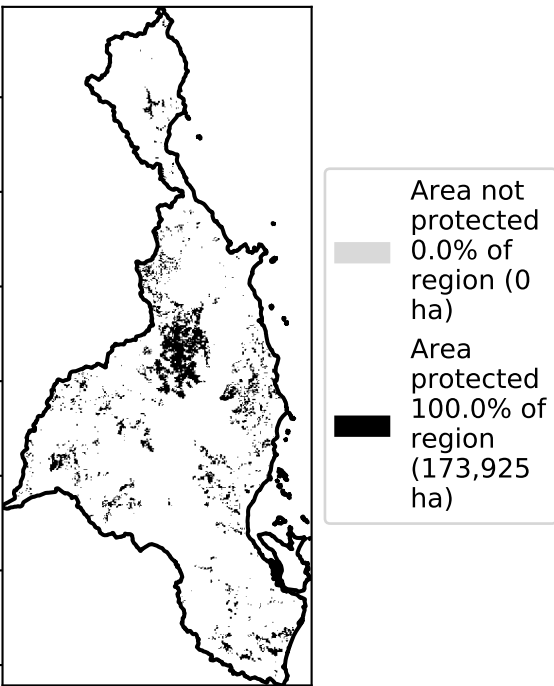 Area not
protected
0.0% of
region (0
ha)
Area
protected
100.0% of
region
(173,925
ha)